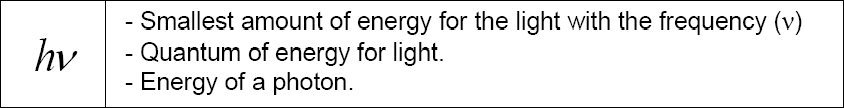 hν
- Smallest amount of energy for the light with the frequency (ν)
- Quantum of energy for light.
- Energy of a photon.